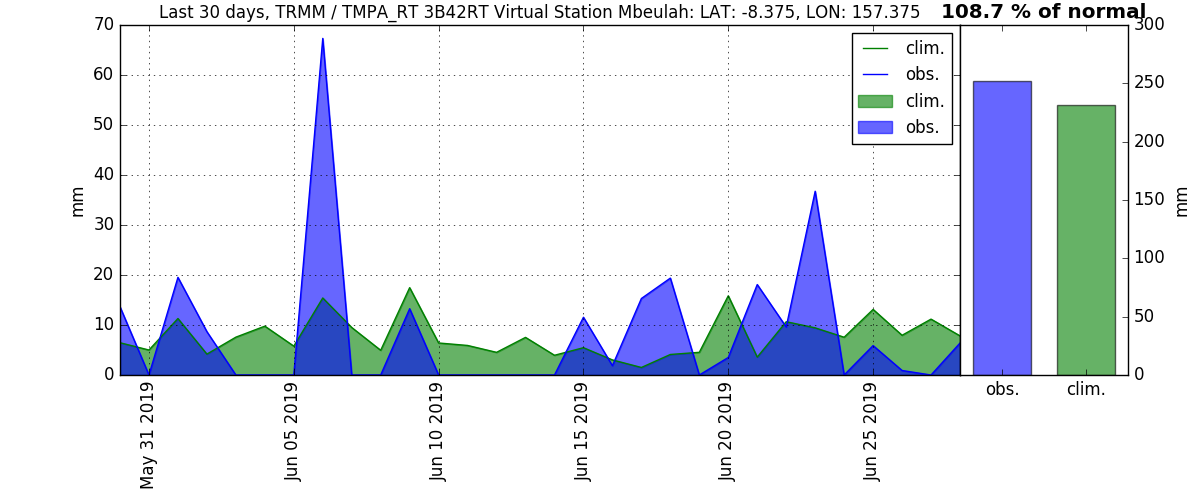 Last 30 days, TRMM / TMPA_RT 3B42RT Virtual Station Mbeulah: LAT: -8.375, LON: 157.375
108.7 % of normal
70
60
50
40
30
20
10
0
mm
clim.
obs.
clim.
obs.
May 31 2019
Jun 05 2019
Jun 10 2019
Jun 15 2019
Jun 20 2019
Jun 25 2019
300
250
200
150
100
50
0
mm
obs.
clim.